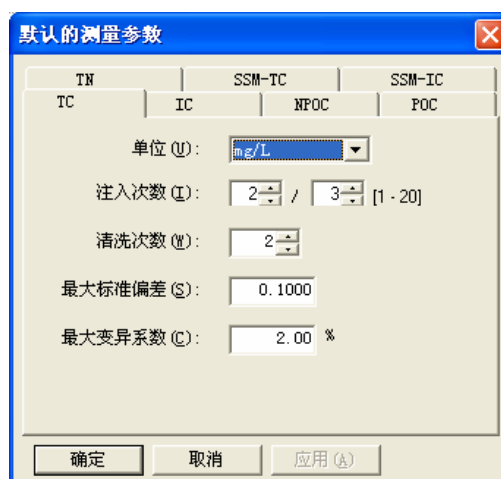 默认的测量参数
TN SSM-TC SSM-IC
TC IC NPOC POC
单位(U): mg/L
注入次数(I): 2 / 3 [1 - 20]
清洗次数(W): 2
最大标准偏差(S): 0.1000
最大变异系数(C): 2.00 %
确定 取消 应用(A)